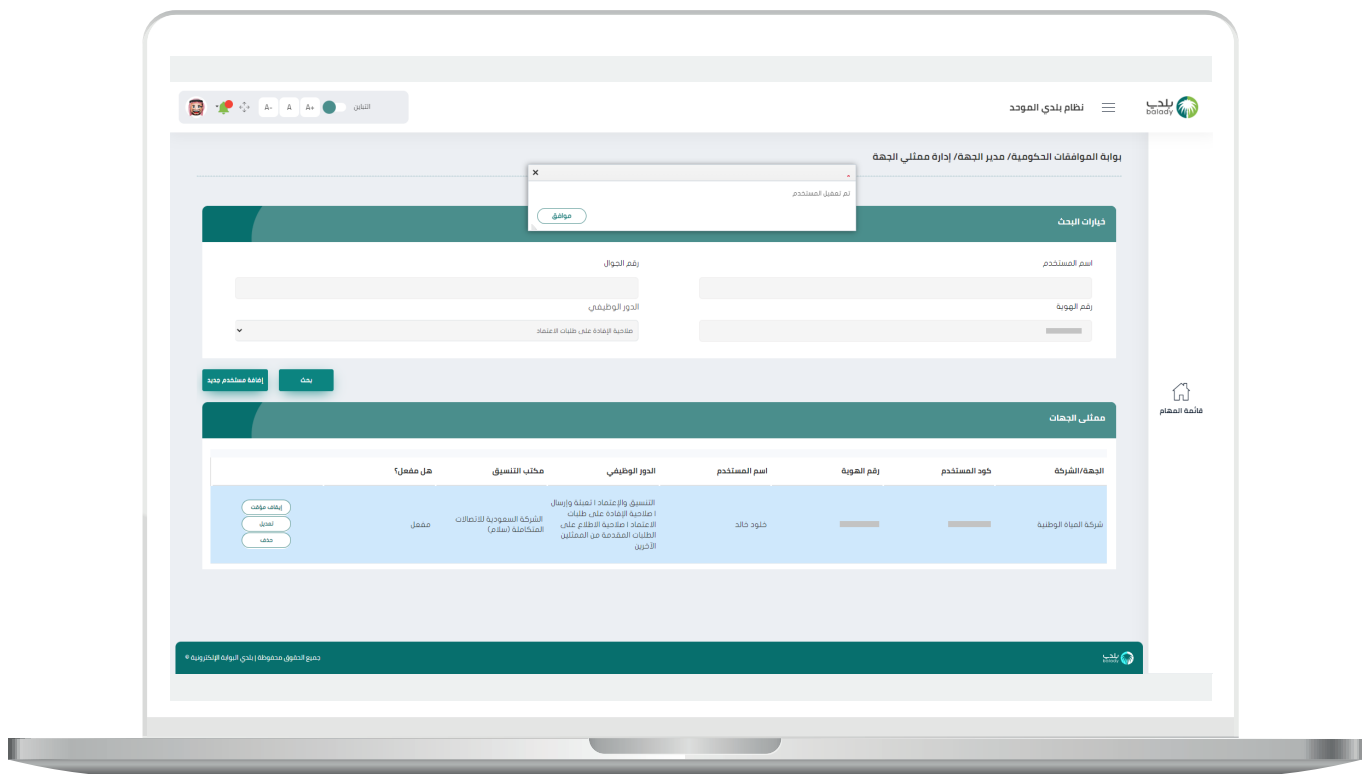 بلدي
balady
نظام بلدي الموحد
التباين
A+
A
A-
بوابة الموافقات الحكومية/ مدير الجهة/ إدارة ممثلي الجهة
تم تفعيل المستخدم
موافق
خيارات البحث
اسم المستخدم
رقم الجوال
رقم الهوية
الدور الوظيفي
صلاحية الإفادة على طلبات الاعتماد
بحث
إضافة مستخدم جديد
قائمة المهام
ممثلى الجهات
الجهة/الشركة
كود المستخدم
رقم الهوية
اسم المستخدم
الدور الوظيفي
مكتب التنسيق
هل مفعل؟
شركة المياة الوطنية
خلود خالد
التنسيق والإعتماد | تعبئة وإرسال
| صلاحية الإفادة على طلبات
الاعتماد | صلاحية الاطلاع على
الطلبات المقدمة من الممثلين
الآخرين
الشركة السعودية للاتصالات
المتكاملة (سلام)
مفعل
إيقاف مؤقت
تعديل
حذف
بلدي
balady
جميع الحقوق محفوظة | بلدي البوابة الإلكترونية ©